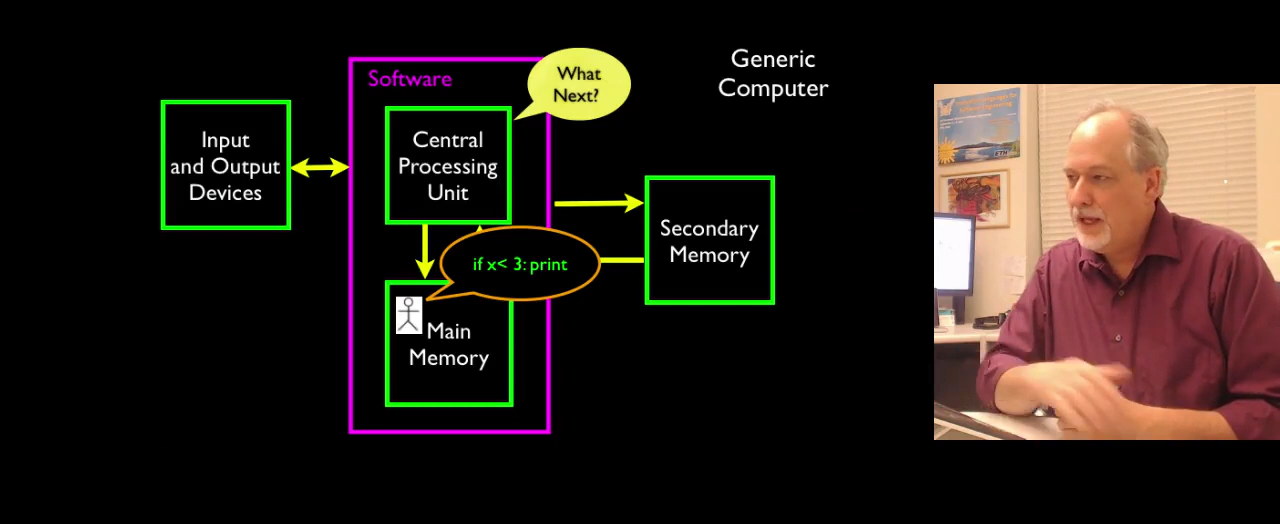 Generic
Computer
Software
What
Next?
Input
and Output
Devices
Central
Processing
Unit
Secondary
Memory
if x< 3: print
Main
Memory
ETH